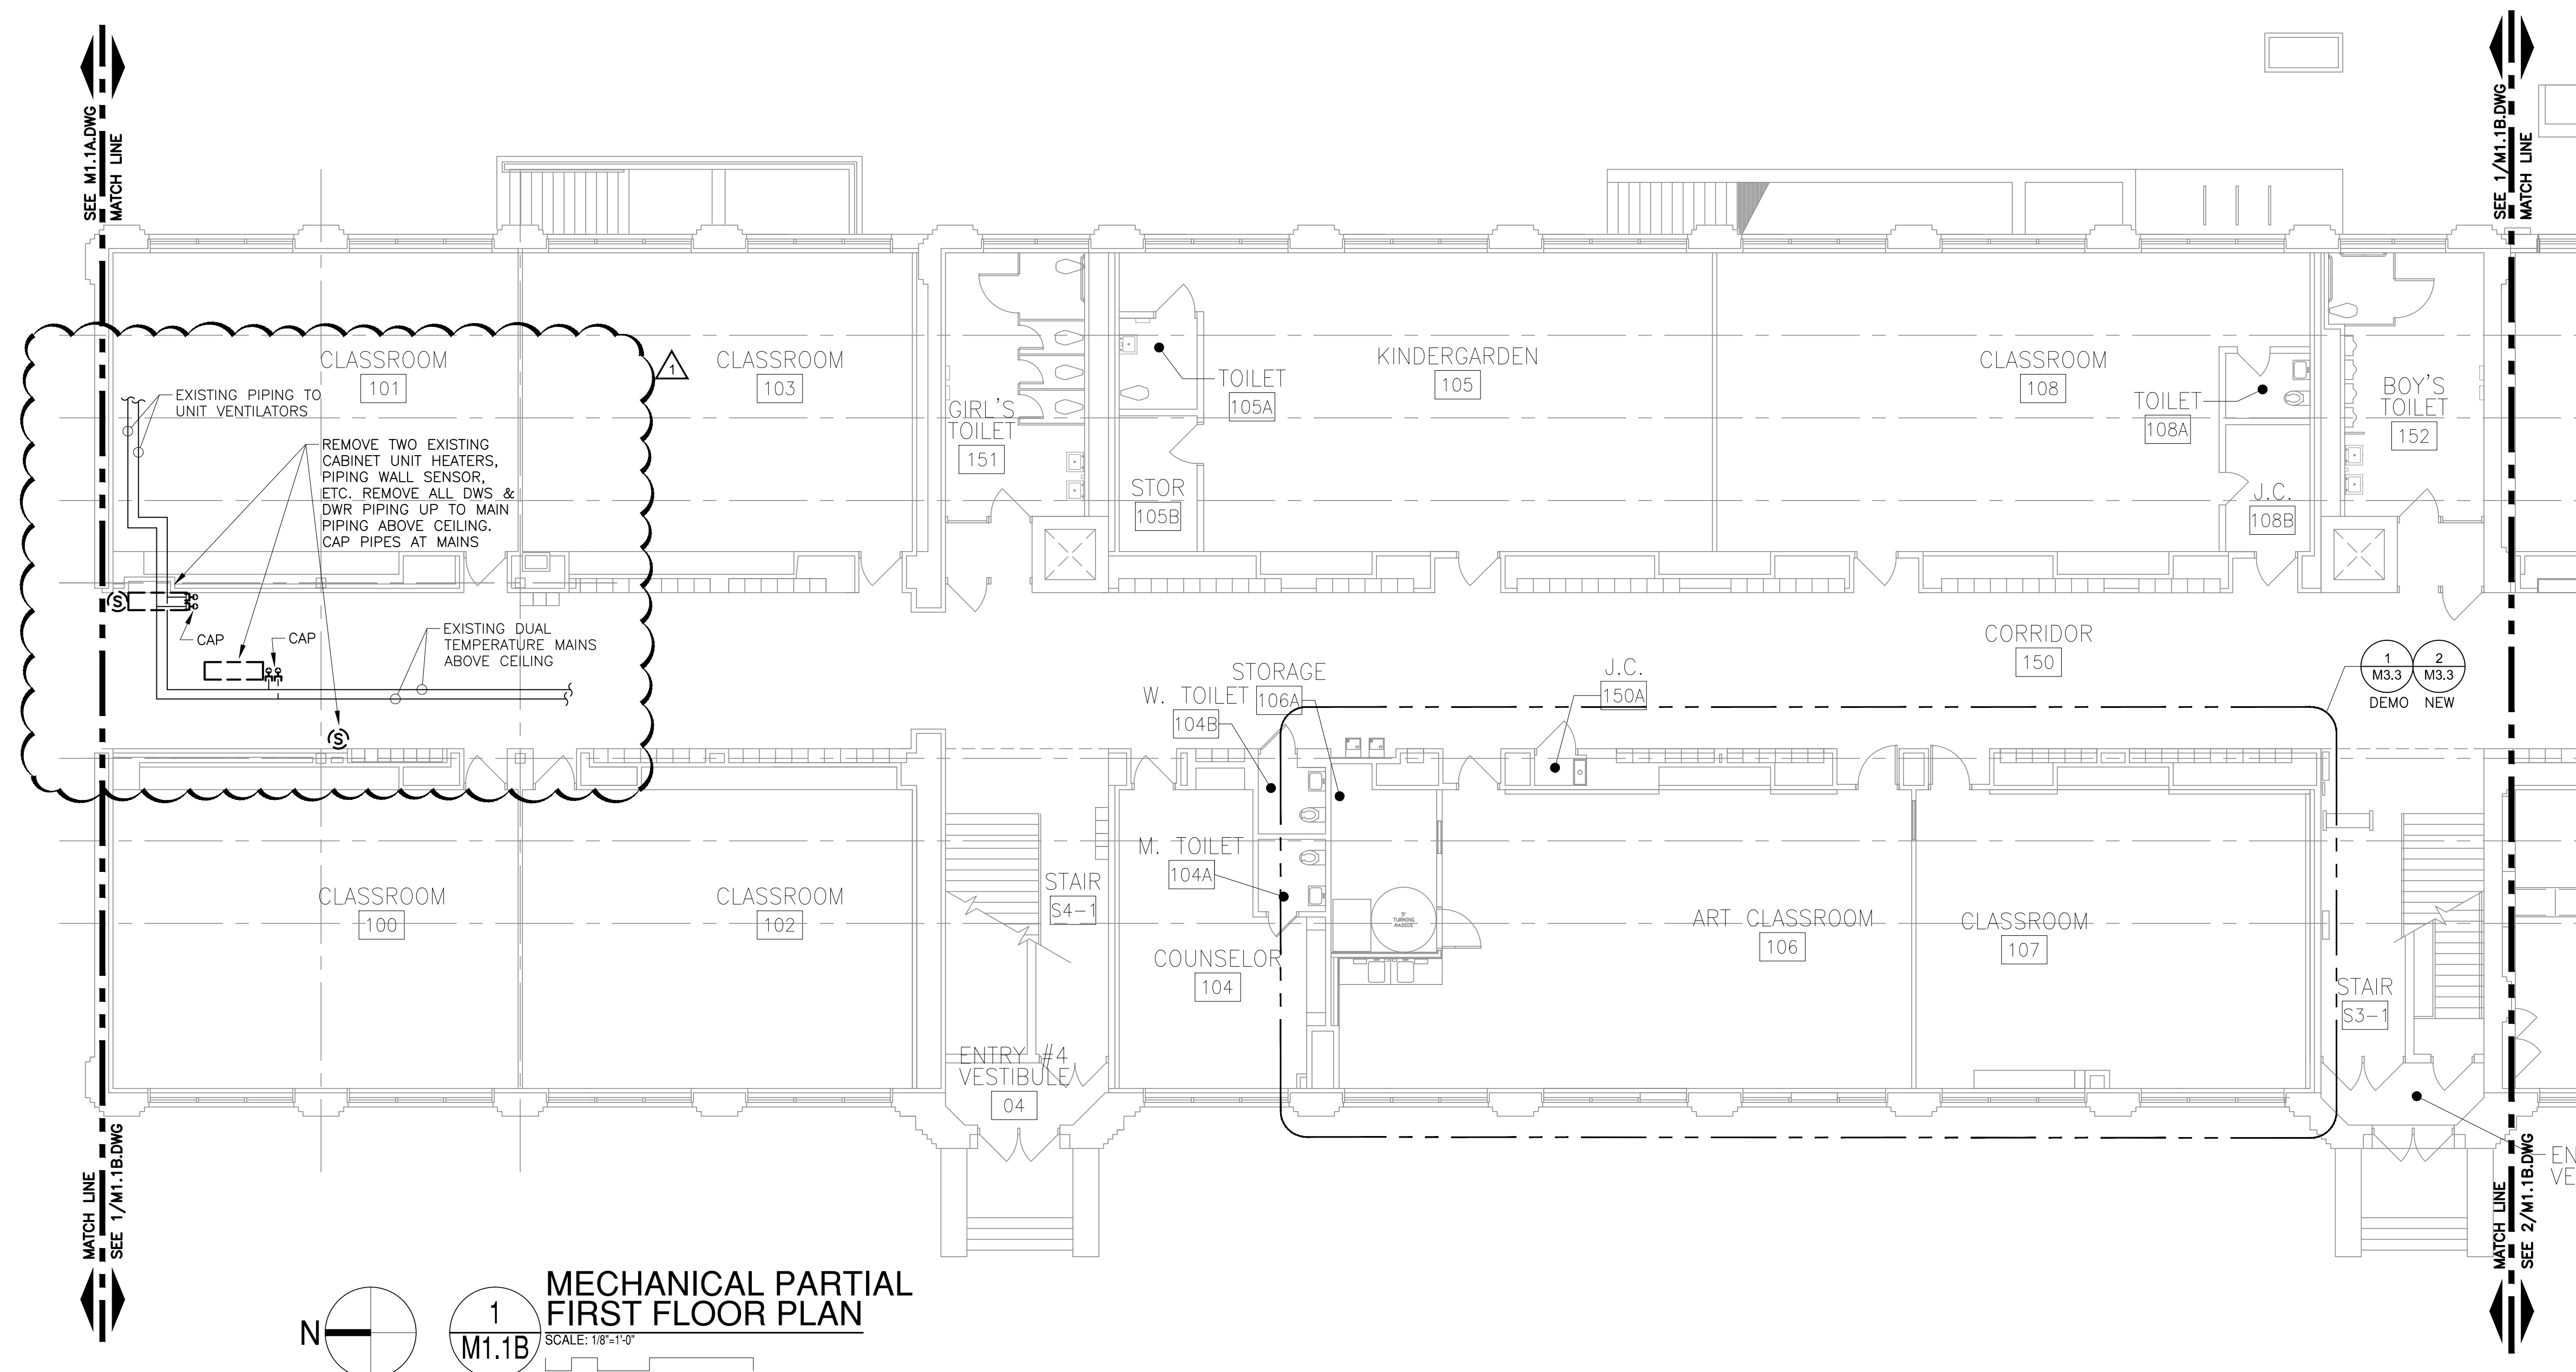 SEE M1.1A.DWG
MATCH LINE
SEE 1/M1.1B.DWG
MATCH LINE
CLASSROOM
101
1
CLASSROOM
103
EXISTING PIPING TO
UNIT VENTILATORS
REMOVE TWO EXISTING
CABINET UNIT HEATERS,
PIPING WALL SENSOR,
ETC. REMOVE ALL DWS &
DWR PIPING UP TO MAIN
PIPING ABOVE CEILING.
CAP PIPES AT MAINS
GIRL'S
TOILET
151
TOILET
105A
STOR
105B
KINDERGARDEN
105
CLASSROOM
108
TOILET
108A
J.C.
108B
BOY'S
TOILET
152
S
CAP
CAP
EXISTING DUAL
TEMPERATURE MAINS
ABOVE CEILING
S
CORRIDOR
150
1
M3.3
DEMO
2
M3.3
NEW
STORAGE
106A
W. TOILET
104B
J.C.
150A
M. TOILET
104A
CLASSROOM
100
CLASSROOM
102
STAIR
S4-1
COUNSELOR
104
5'
TURNING
RADIUS
ART CLASSROOM
106
CLASSROOM
107
STAIR
S3-1
ENTRY #4
VESTIBULE
04
EN
VE
MATCH LINE
SEE 1/M1.1B.DWG
MATCH LINE
SEE 2/M1.1B.DWG
N
1
M1.1B
MECHANICAL PARTIAL
FIRST FLOOR PLAN
SCALE: 1/8"=1'-0"